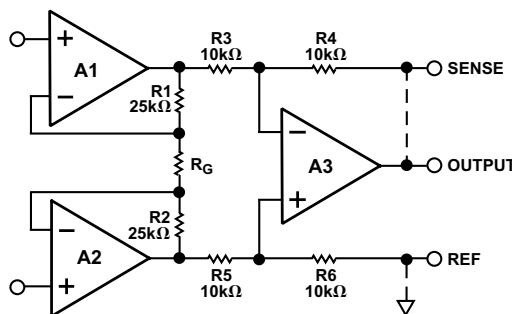 +
A1
−
R3
10kΩ
R4
10kΩ
SENSE
R1
25kΩ
RG
−
A3
+
OUTPUT
R2
25kΩ
−
A2
+
R5
10kΩ
R6
10kΩ
REF